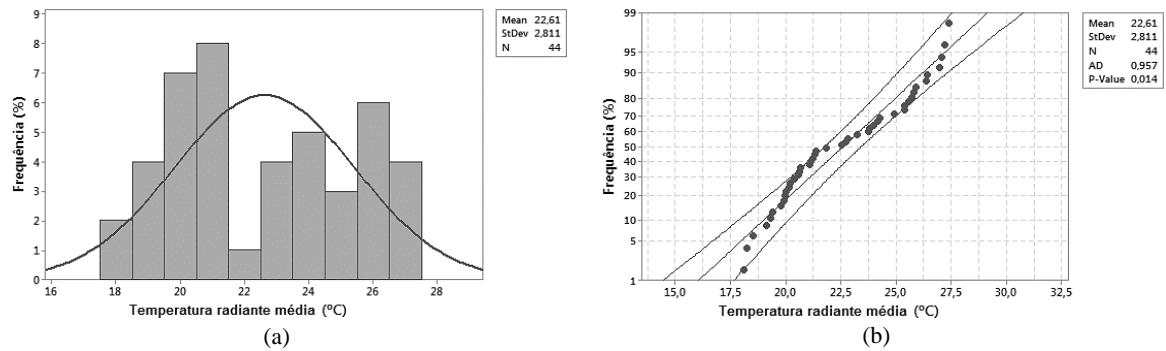 9
8
7
6
5
4
3
2
1
0
Frequência (%)
16 18 20 22 24 26 28
Temperatura radiante média (ºC)
Mean 22,61
StDev 2,811
N 44
(a)
99
95
90
80
70
60
50
40
30
20
10
5
1
Frequência (%)
15,0 17,5 20,0 22,5 25,0 27,5 30,0 32,5
Temperatura radiante média (ºC)
Mean 22,61
StDev 2,811
N 44
AD 0,957
P-Value 0,014
(b)